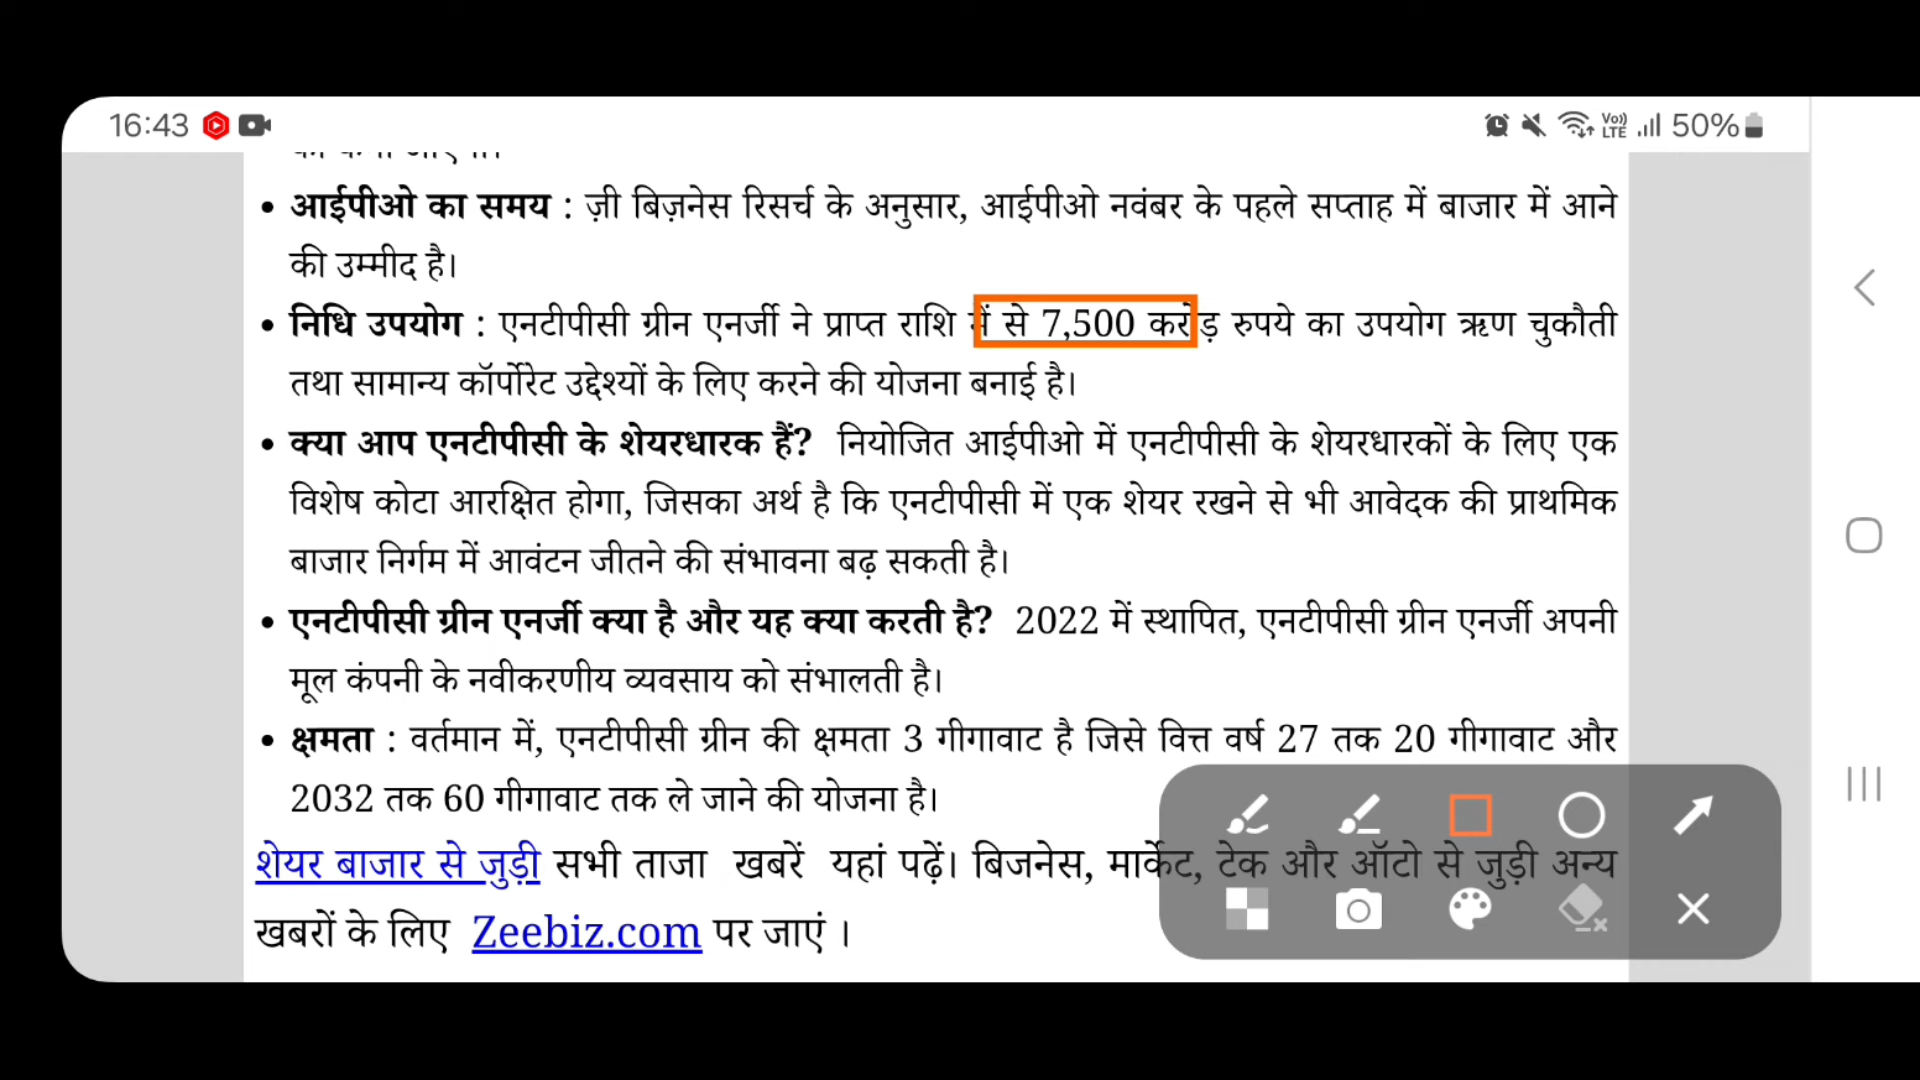 16:43 Vo)) LTE 50%
• आईपीओ का समय : ज़ी बिज़नेस रिसर्च के अनुसार, आईपीओ नवंबर के पहले सप्ताह में बाजार में आने
की उम्मीद है।
• निधि उपयोग : एनटीपीसी ग्रीन एनर्जी ने प्राप्त राशि में से 7,500 करोड़ रुपये का उपयोग ऋण चुकौती
तथा सामान्य कॉर्पोरेट उद्देश्यों के लिए करने की योजना बनाई है।
• क्या आप एनटीपीसी के शेयरधारक हैं? नियोजित आईपीओ में एनटीपीसी के शेयरधारकों के लिए एक
विशेष कोटा आरक्षित होगा, जिसका अर्थ है कि एनटीपीसी में एक शेयर रखने से भी आवेदक की प्राथमिक
बाजार निर्गम में आवंटन जीतने की संभावना बढ़ सकती है।
• एनटीपीसी ग्रीन एनर्जी क्या है और यह क्या करती है? 2022 में स्थापित, एनटीपीसी ग्रीन एनर्जी अपनी
मूल कंपनी के नवीकरणीय व्यवसाय को संभालती है।
• क्षमता : वर्तमान में, एनटीपीसी ग्रीन की क्षमता 3 गीगावाट है जिसे वित्त वर्ष 27 तक 20 गीगावाट और
2032 तक 60 गीगावाट तक ले जाने की योजना है।
शेयर बाजार से जुड़ी सभी ताजा खबरें यहां पढ़ें। बिजनेस, मार्केट, टेक और ऑटो से जुड़ी अन्य
खबरों के लिए Zeebiz.com पर जाएं ।